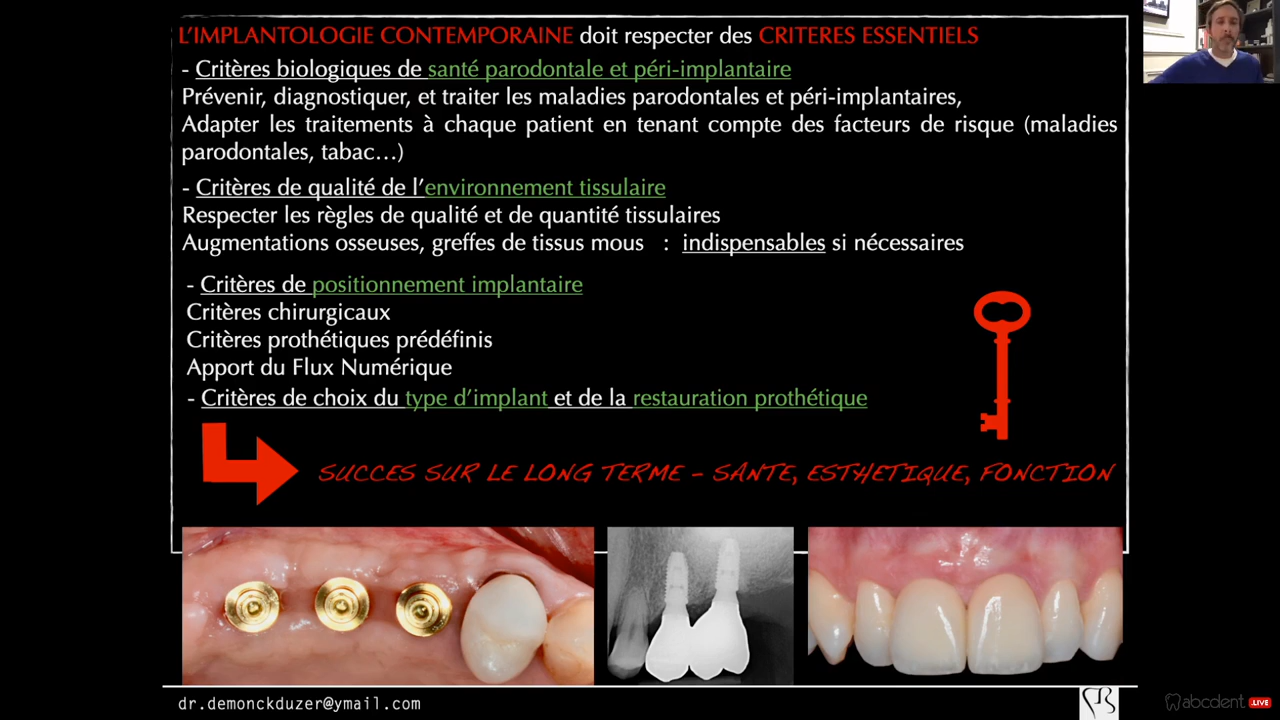 L'IMPLANTOLOGIE CONTEMPORAINE doit respecter des CRITERES ESSENTIELS
- Critères biologiques de santé parodontale et péri-implantaire
Prévenir, diagnostiquer, et traiter les maladies parodontales et péri-implantaires,
Adapter les traitements à chaque patient en tenant compte des facteurs de risque (maladies
parodontales, tabac…)
- Critères de qualité de l'environnement tissulaire
Respecter les règles de qualité et de quantité tissulaires
Augmentations osseuses, greffes de tissus mous : indispensables si nécessaires
- Critères de positionnement implantaire
Critères chirurgicaux
Critères prothétiques prédéfinis
Apport du Flux Numérique
- Critères de choix du type d'implant et de la restauration prothétique
SUCCES SUR LE LONG TERME - SANTE, ESTHETIQUE, FONCTION
dr.demonckduzer@ymail.com
abcdent LIVE